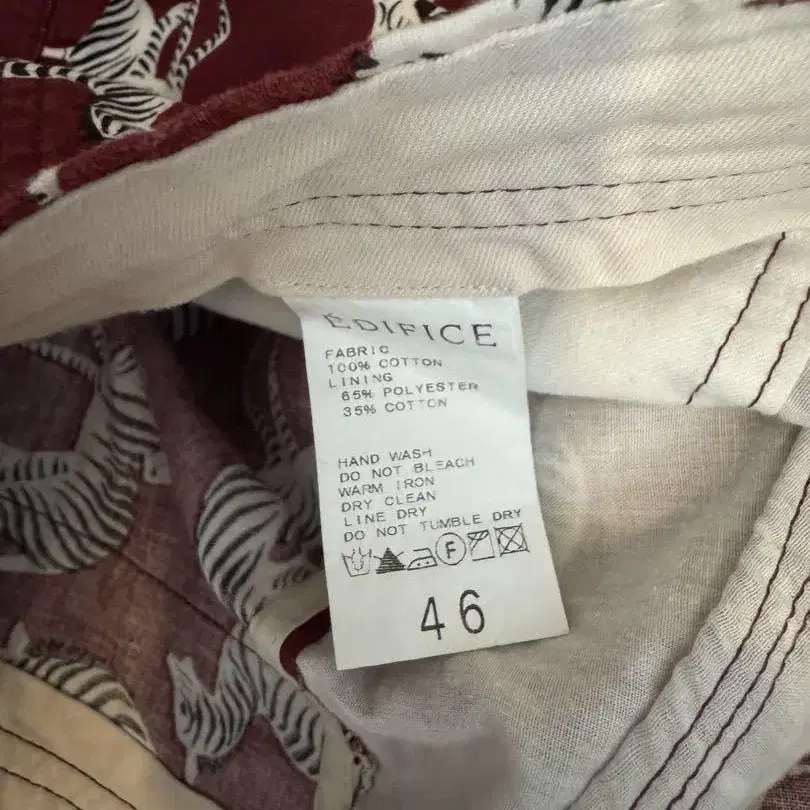 ÉDIFICE
FABRIC
100% COTTON
LINING
65% POLYESTER
35% COTTON
HAND WASH
DO NOT BLEACH
WARM IRON
DRY CLEAN
LINE DRY
DO NOT TUMBLE DRY
F
46